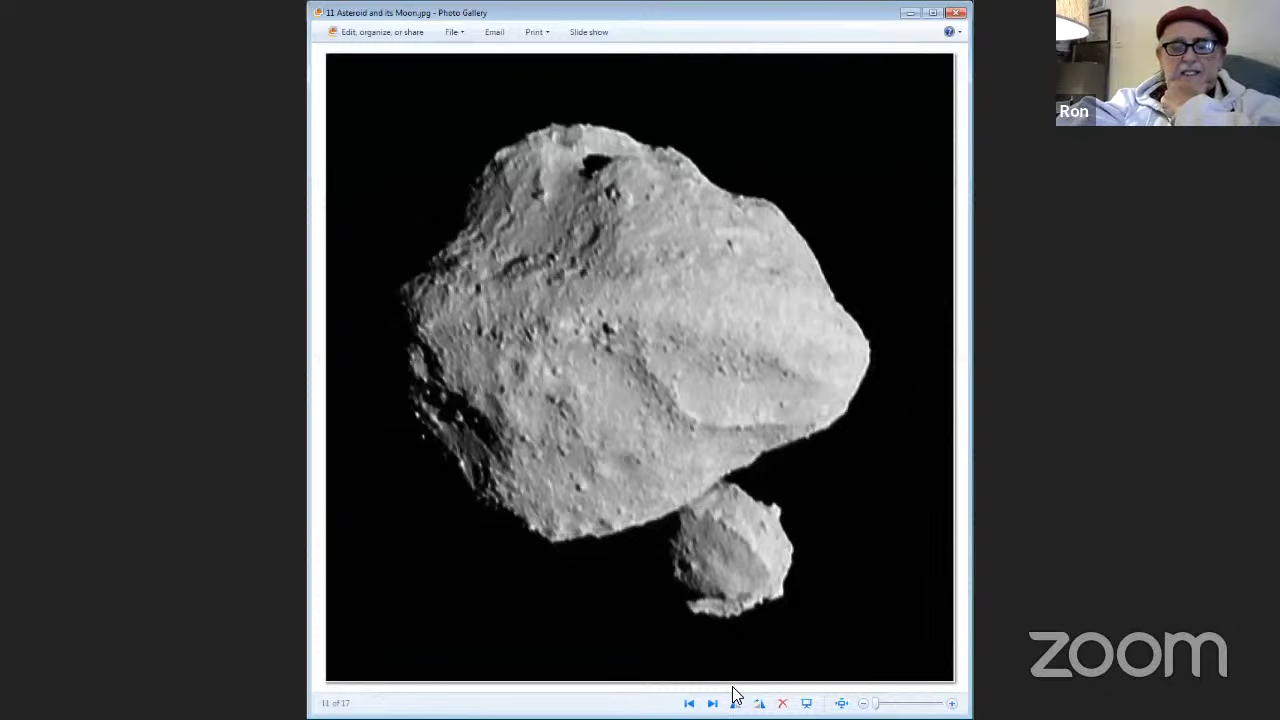 11 Asteroid and its Moon.jpg - Photo Gallery
Edit, organize, or share File Email Print Slide show
Ron
zoom
11 of 17